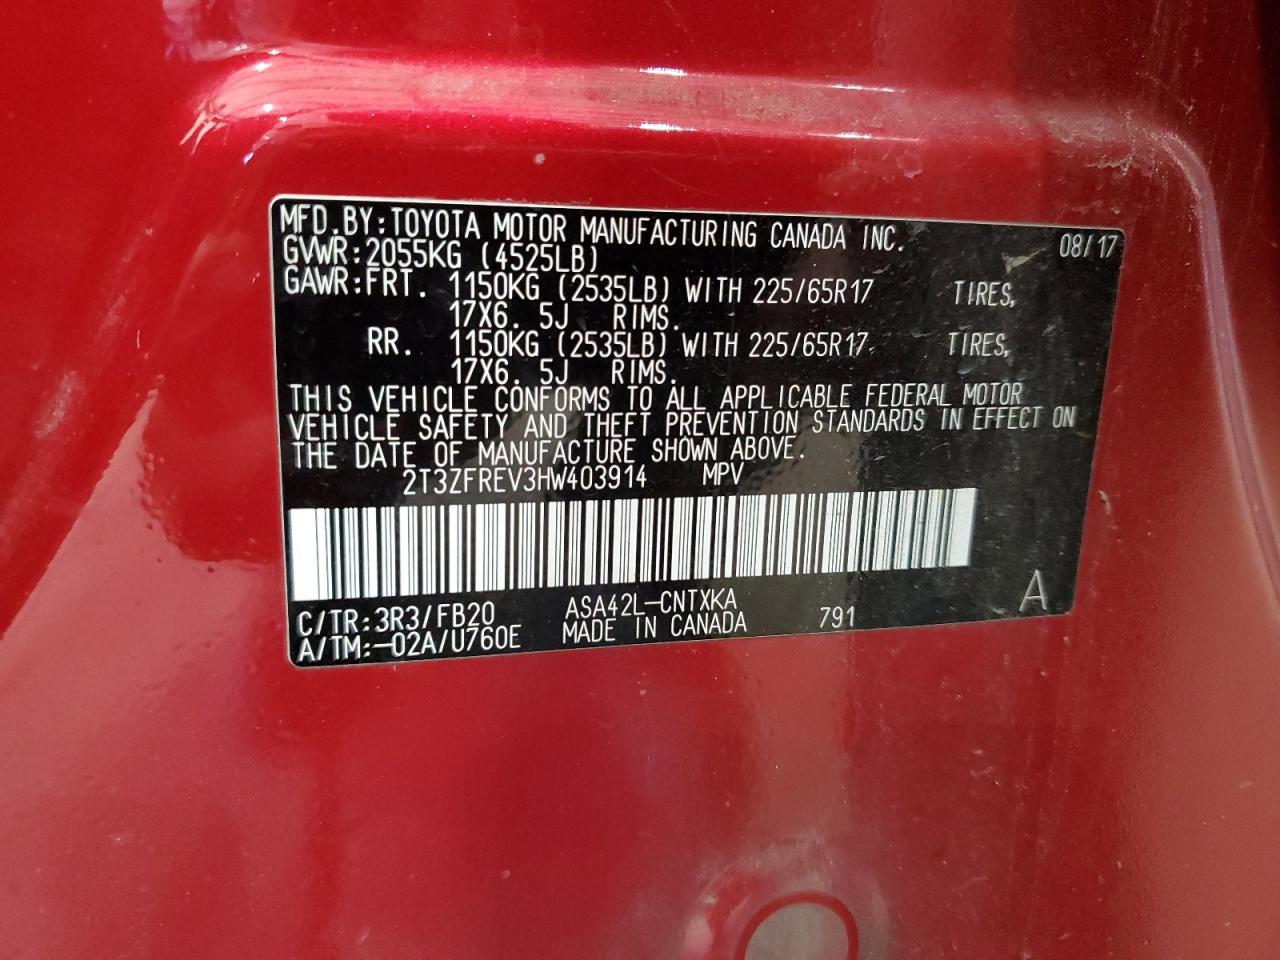 MFD.BY:TOYOTA MOTOR MANUFACTURING CANADA INC. 08/17
GVWR:2055KG (4525LB)
GAWR:FRT. 1150KG (2535LB) WITH 225/65R17 TIRES,
17X6. 5J RIMS.
RR. 1150KG (2535LB) WITH 225/65R17 TIRES,
17X6. 5J RIMS.
THIS VEHICLE CONFORMS TO ALL APPLICABLE FEDERAL MOTOR
VEHICLE SAFETY AND THEFT PREVENTION STANDARDS IN EFFECT ON
THE DATE OF MANUFACTURE SHOWN ABOVE.
2T3ZFREV3HW403914 MPV
C/TR:3R3/FB20 ASA42L-CNTXKA 791 A
A/TM:-02A/U760E MADE IN CANADA